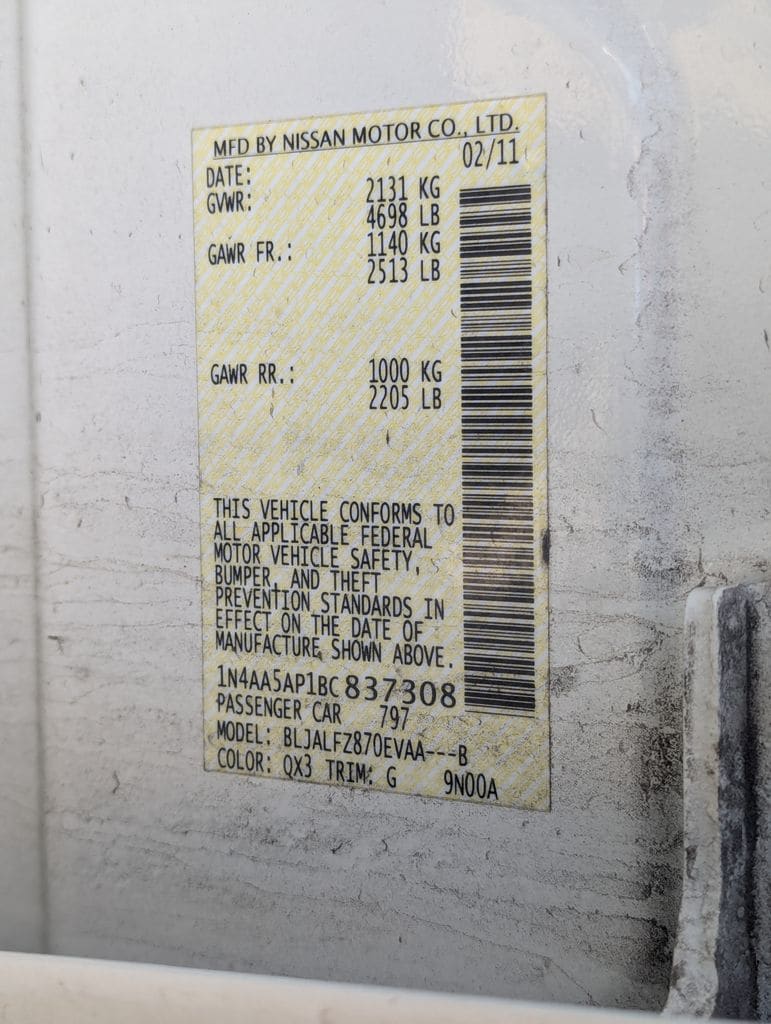 MFD BY NISSAN MOTOR CO., LTD.
DATE: 02/11
GVWR: 2131 KG
4698 LB
GAWR FR.: 1140 KG
2513 LB
GAWR RR.: 1000 KG
2205 LB
THIS VEHICLE CONFORMS TO
ALL APPLICABLE FEDERAL
MOTOR VEHICLE SAFETY,
BUMPER, AND THEFT
PREVENTION STANDARDS IN
EFFECT ON THE DATE OF
MANUFACTURE SHOWN ABOVE.
1N4AA5AP1BC837308
PASSENGER CAR 797
MODEL: BLJALFZ870EVAA---B
COLOR: QX3 TRIM: G 9N00A